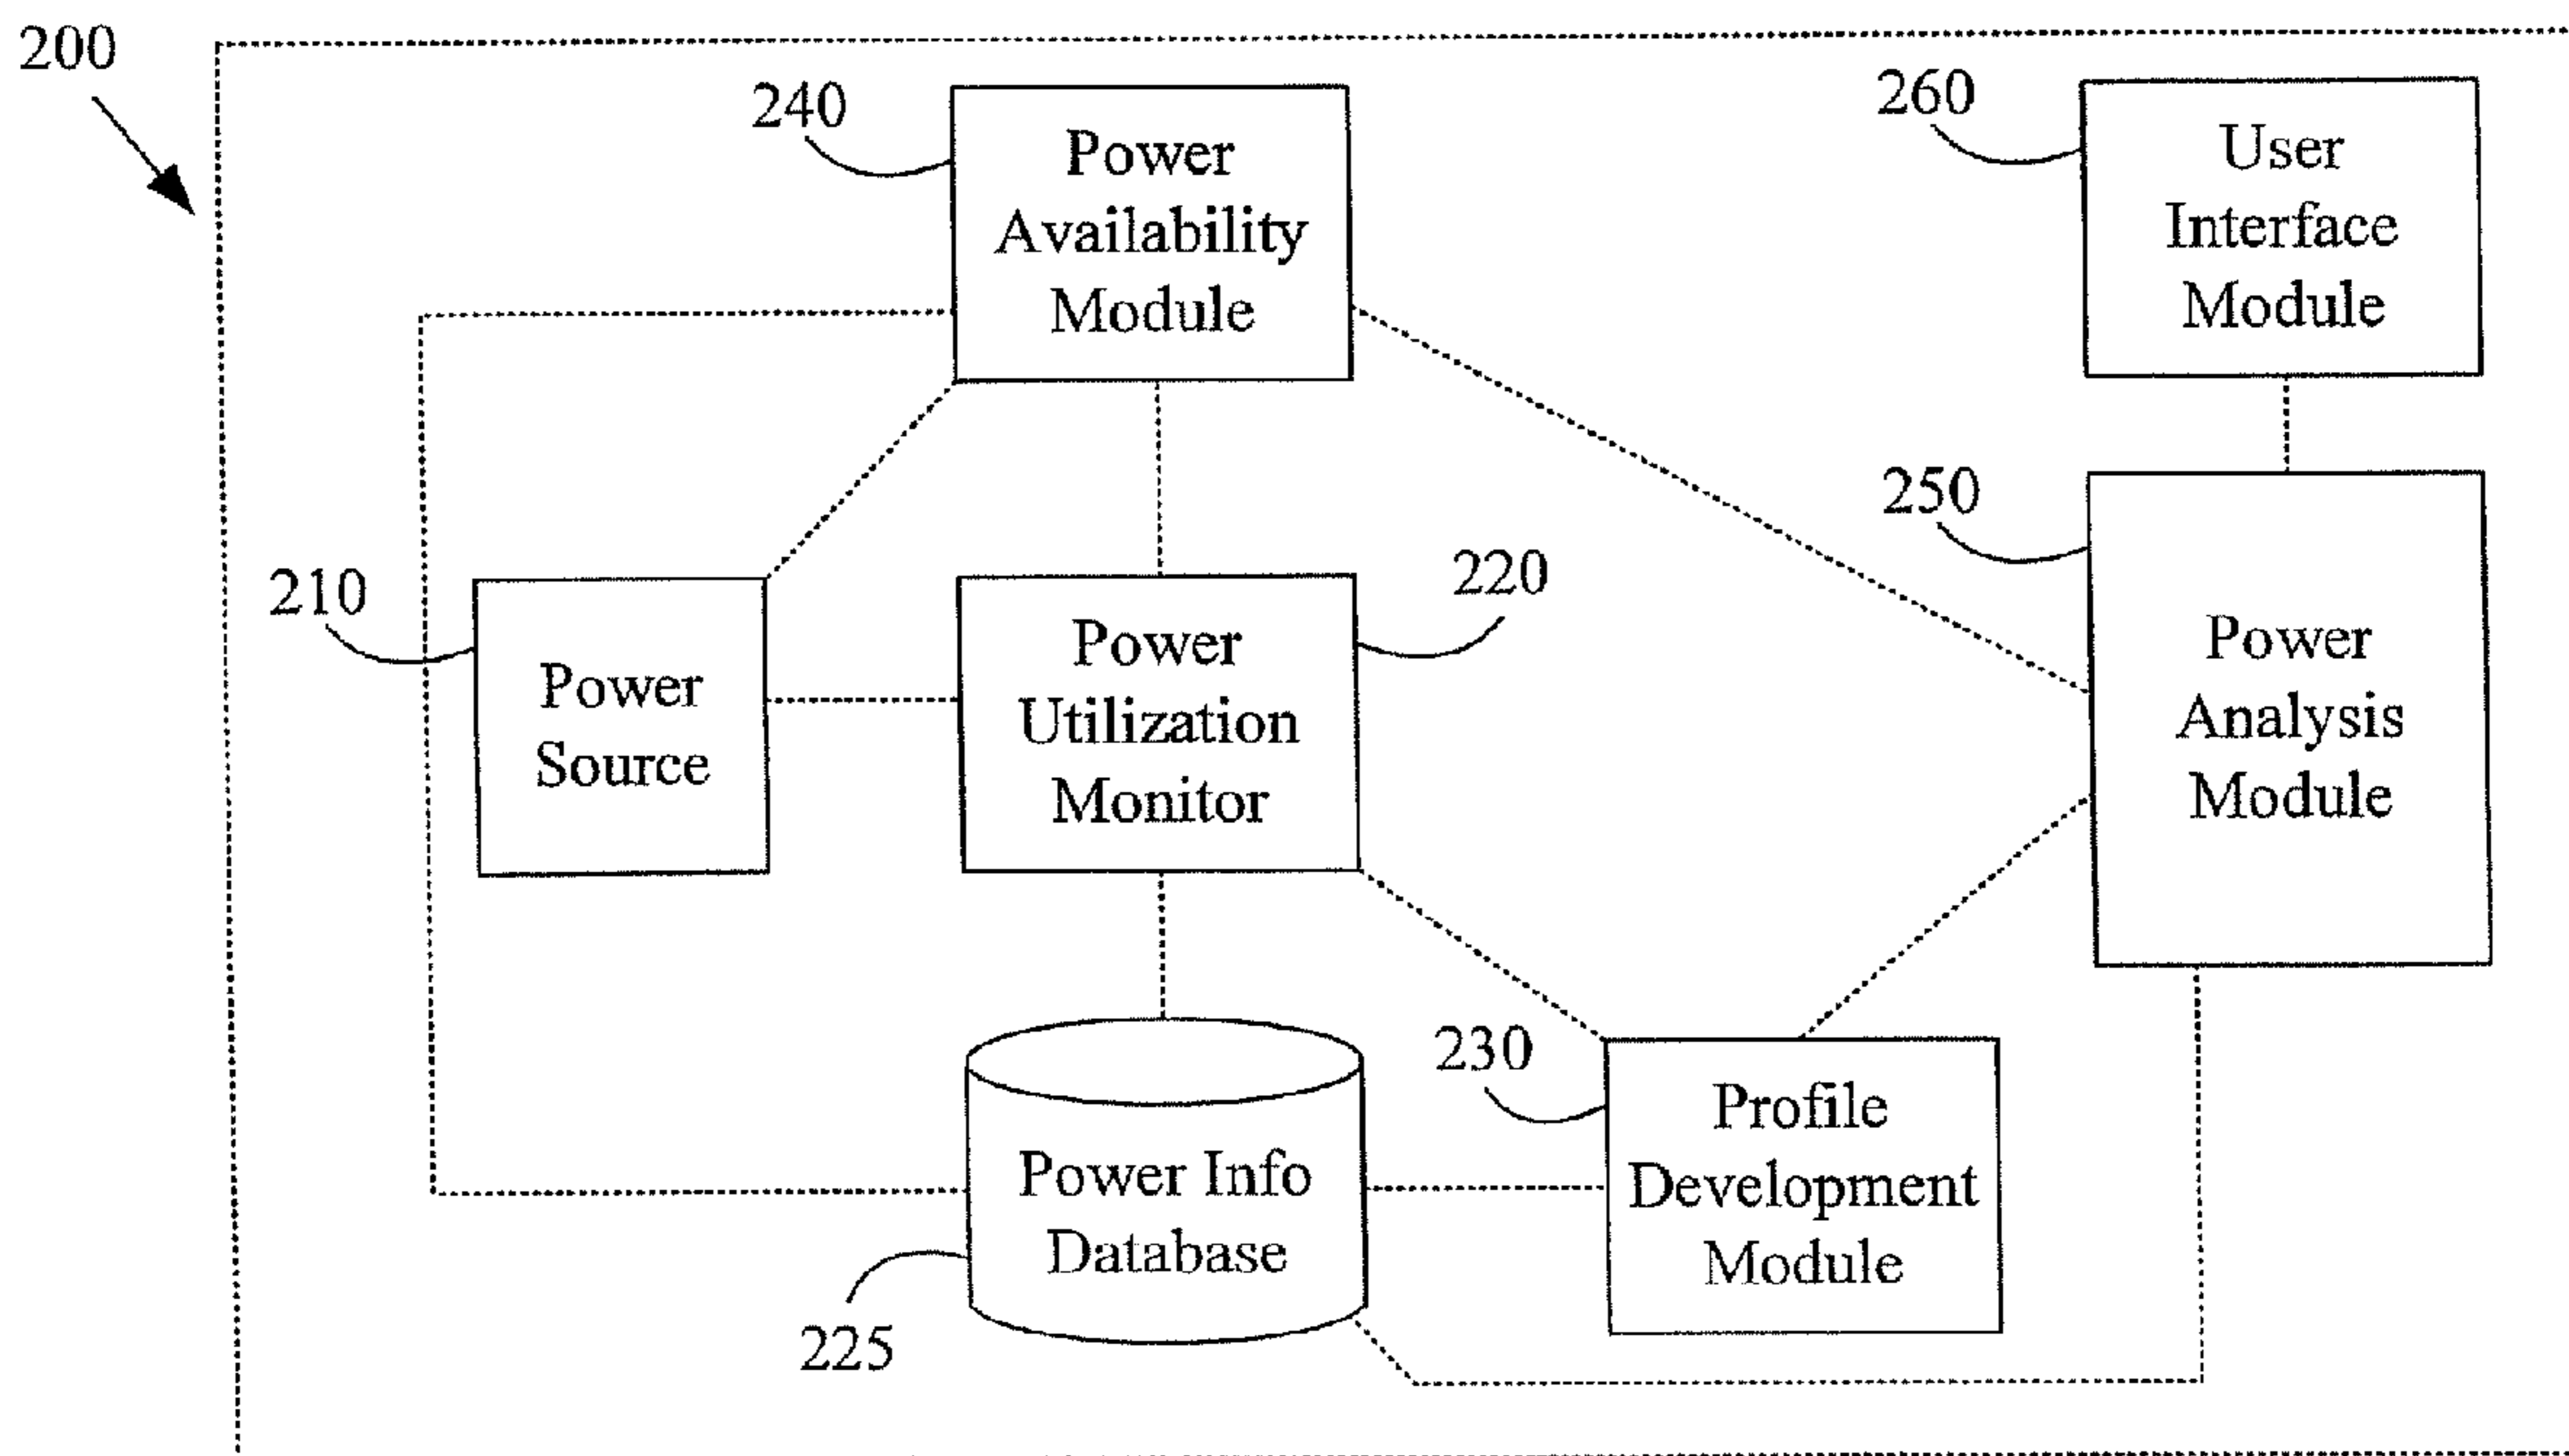 200
240
Power
Availability
Module
260
User
Interface
Module
210
Power
Source
220
Power
Utilization
Monitor
250
Power
Analysis
Module
225
Power Info
Database
230
Profile
Development
Module